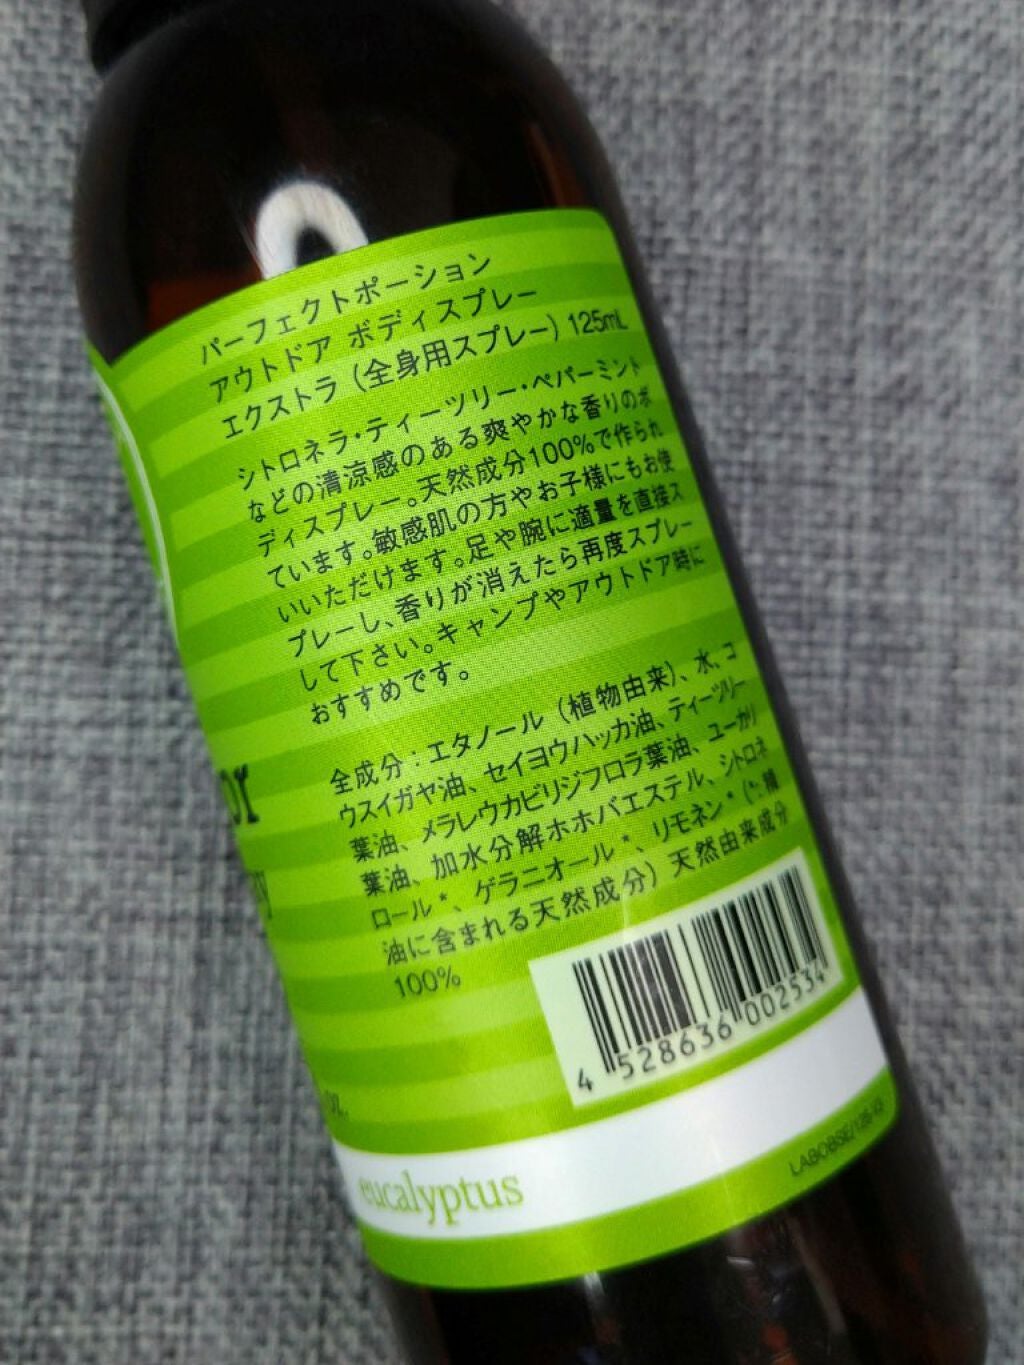 パーフェクトポーション
アウトドア ボディスプレー
エクストラ (全身用スプレー) 125mL
シトロネラ・ティーツリー・ペパーミント
などの清涼感のある爽やかな香りのボ
ディスプレー。天然成分100%で作られ
ています。敏感肌の方やお子様にもお使
いいただけます。足や腕に適量を直接ス
プレーし、香りが消えたら再度スプレー
して下さい。キャンプやアウトドア時に
おすすめです。
全成分：エタノール（植物由来）、水、コ
ウスイガヤ油、セイヨウハッカ油、ティーツリー
葉油、メラレウカビリジフロラ葉油、ユーカリ
葉油、加水分解ホホバエステル、シトロネ
ロール*、ゲラニオール*、リモネン* (*:精
油に含まれる天然成分）天然由来成分
100%
4 528636 002534
oz.
eucalyptus